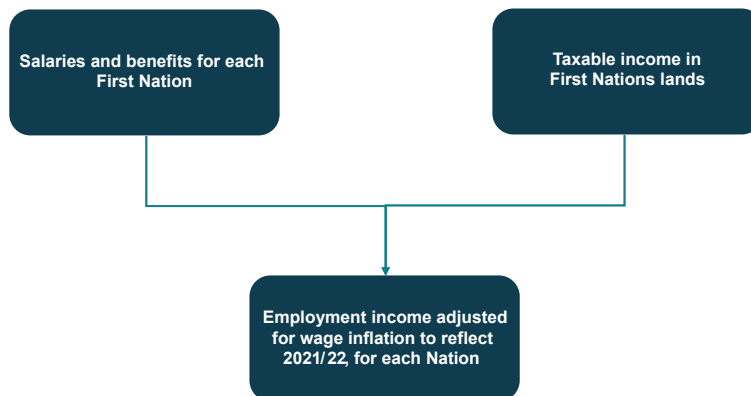 Salaries and benefits for each
First Nation
Taxable income in
First Nations lands
Employment income adjusted
for wage inflation to reflect
2021/22, for each Nation